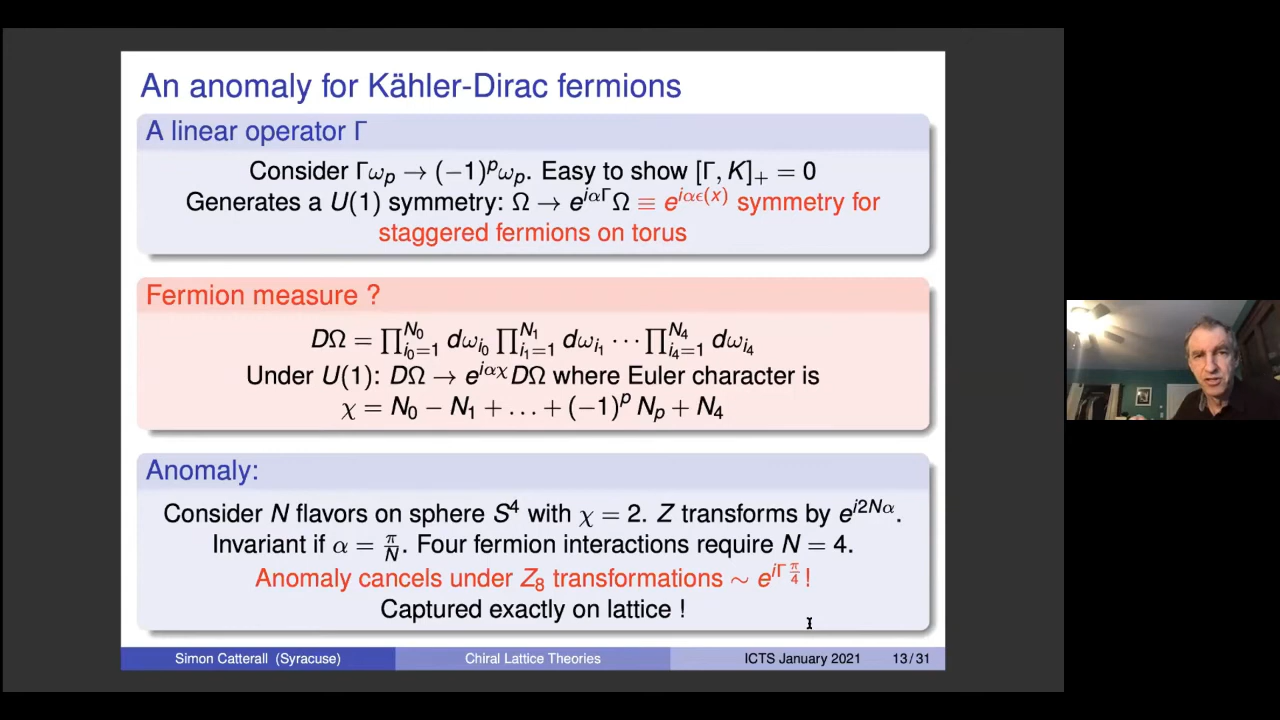 An anomaly for Kähler-Dirac fermions
A linear operator Γ
Consider Γω_p → (−1)^p ω_p. Easy to show [Γ, K]_+ = 0
Generates a U(1) symmetry: Ω → e^{iαΓ}Ω ≡ e^{iαϵ(x)} symmetry for
staggered fermions on torus
Fermion measure ?
DΩ = ∏_{i_0=1}^{N_0} dω_{i_0} ∏_{i_1=1}^{N_1} dω_{i_1} ⋯ ∏_{i_4=1}^{N_4} dω_{i_4}
Under U(1): DΩ → e^{iαχ}DΩ where Euler character is
χ = N_0 − N_1 + … + (−1)^p N_p + N_4
Anomaly:
Consider N flavors on sphere S^4 with χ = 2. Z transforms by e^{i2Nα}.
Invariant if α = π/N. Four fermion interactions require N = 4.
Anomaly cancels under Z_8 transformations ∼ e^{iΓπ/4} !
Captured exactly on lattice !
Simon Catterall (Syracuse) Chiral Lattice Theories ICTS January 2021 13/31